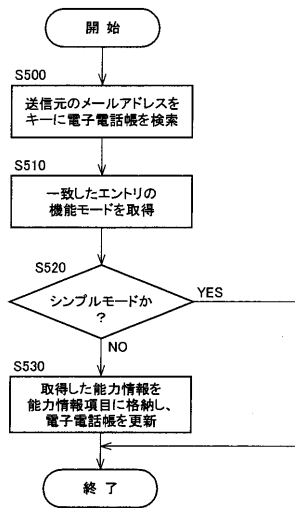 開 始
S500
送信元のメールアドレスを
キーに電子電話帳を検索
S510
一致したエントリの
機能モードを取得
S520
シンプルモードか
?
YES
NO
S530
取得した能力情報を
能力情報項目に格納し、
電子電話帳を更新
終 了